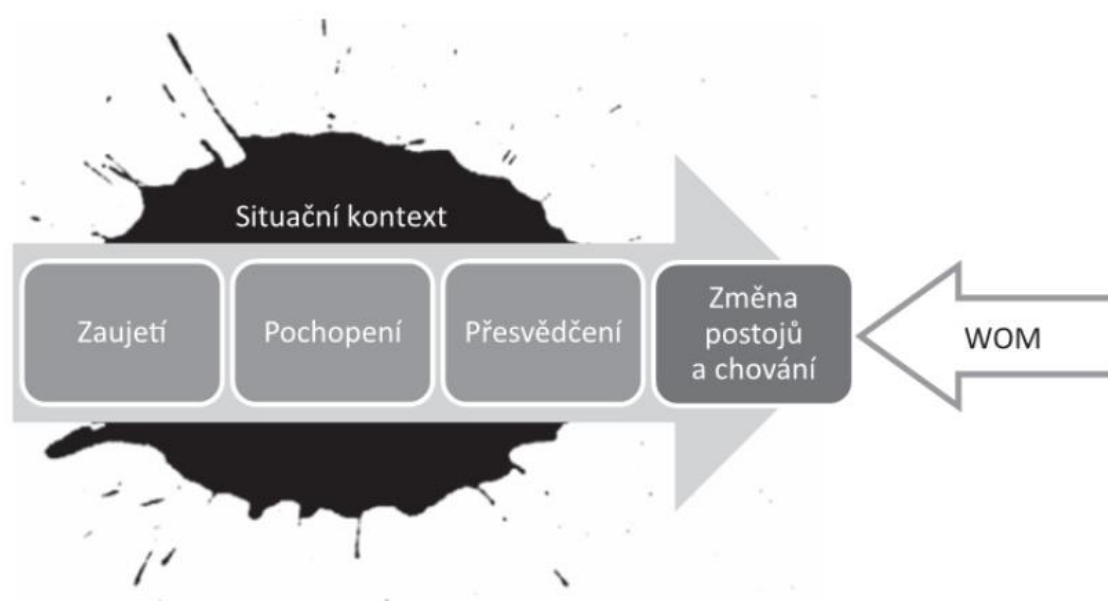 Situační kontext
Zaujetí
Pochopení
Přesvědčení
Změna
postojů
a chování
WOM